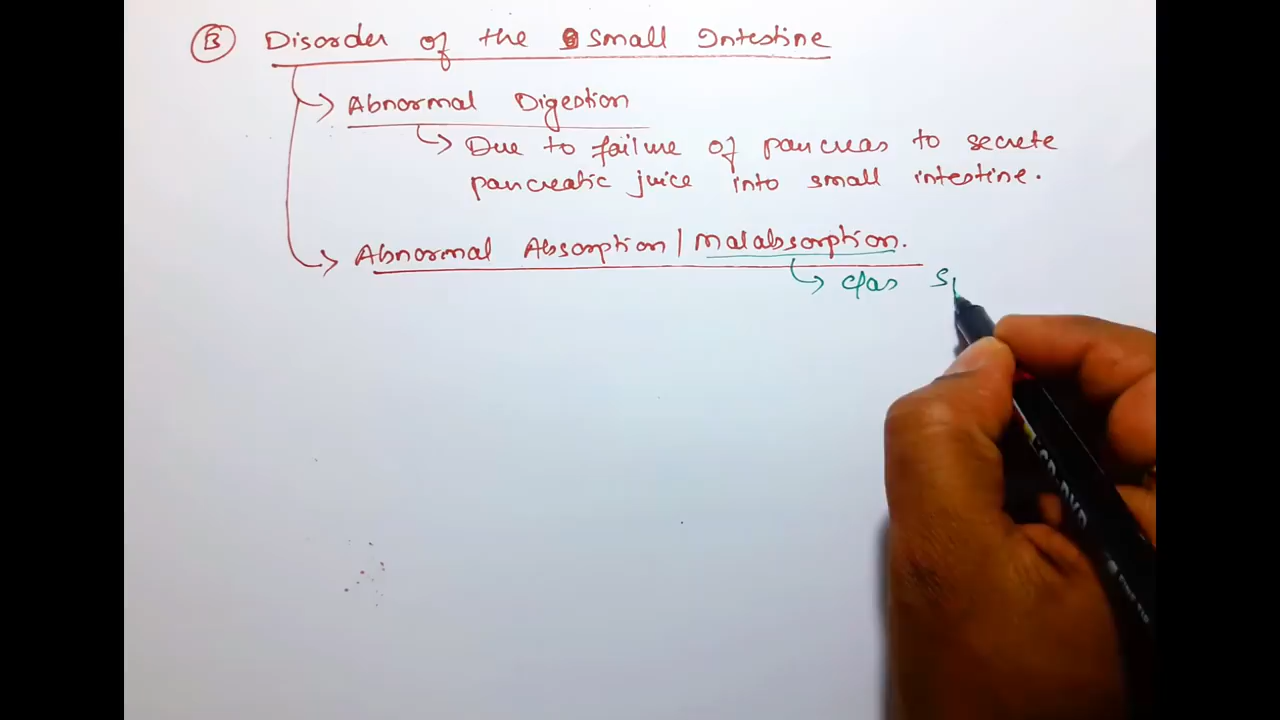 B Disorder of the Small Intestine
Abnormal Digestion
Due to failure of pancreas to secrete
pancreatic juice into small intestine.
Abnormal Absorption / Malabsorption.